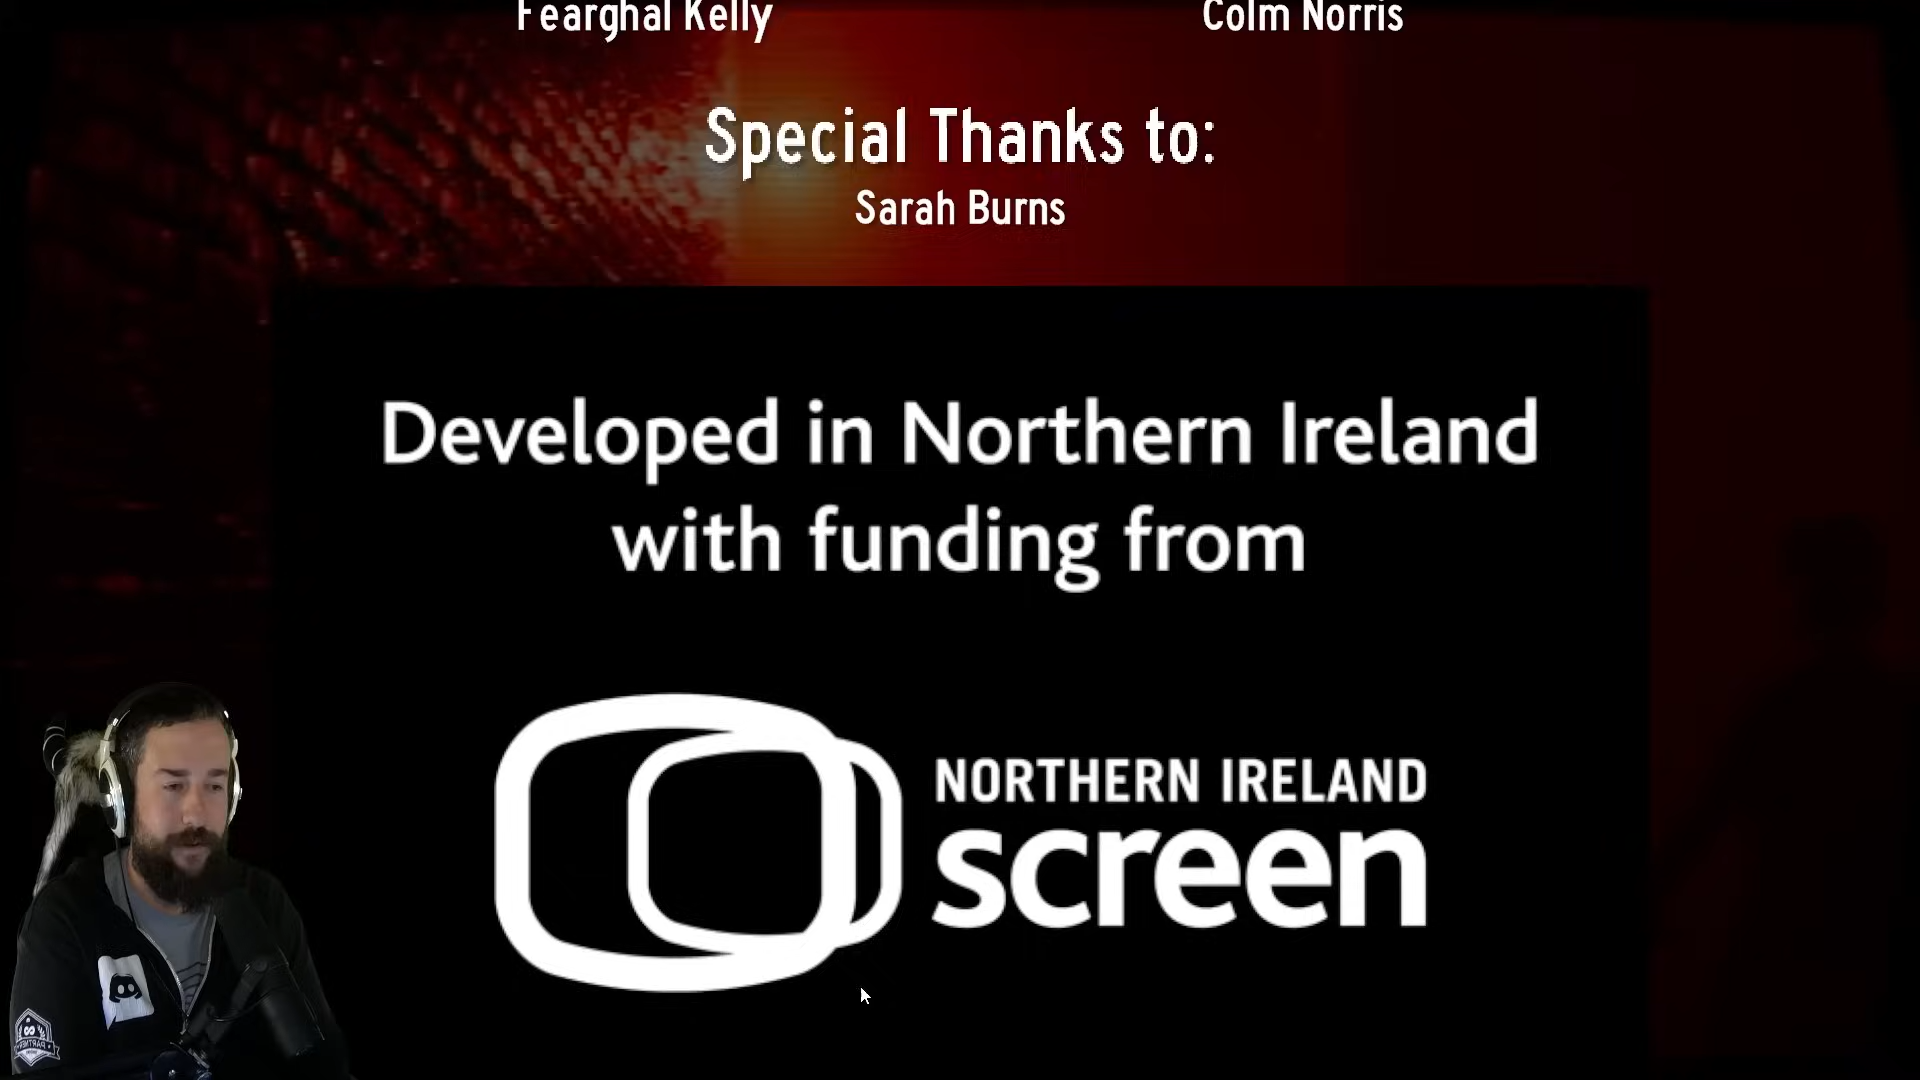 Fearghal Kelly
Colm Norris
Special Thanks to:
Sarah Burns
Developed in Northern Ireland
with funding from
NORTHERN IRELAND
screen